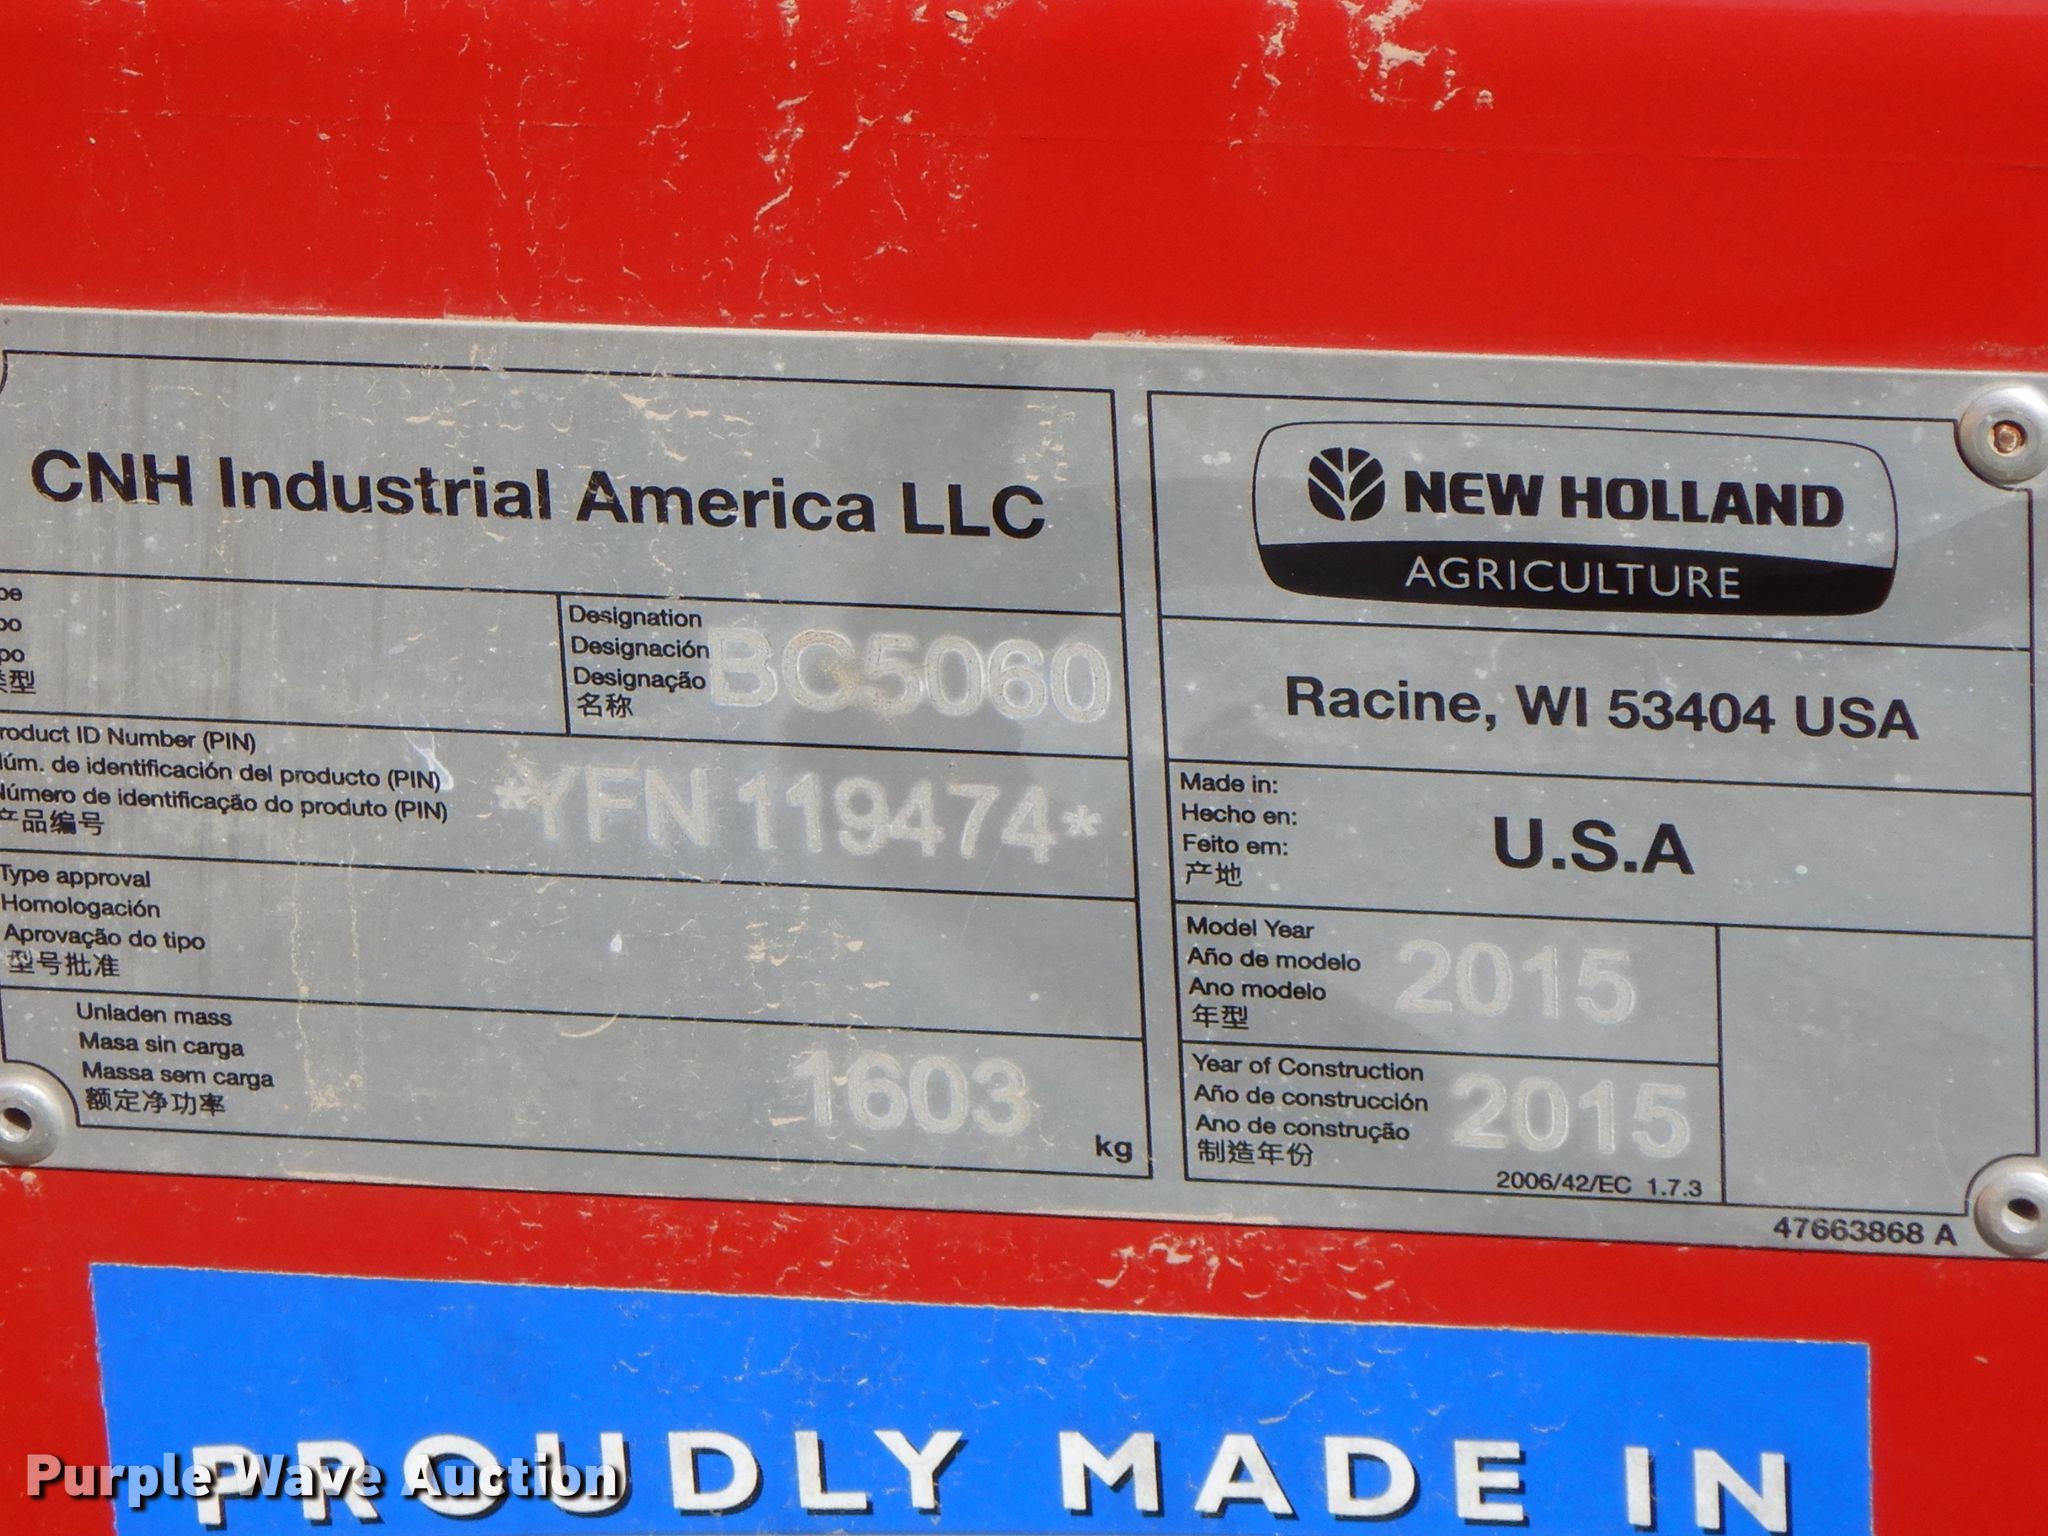 CNH Industrial America LLC
Designation
Designación
Designação
名称
BC5060
型
Product ID Number (PIN)
Núm. de identificación del producto (PIN)
Número de identificação do produto (PIN)
产品编号
*YFN119474*
Type approval
Homologación
Aprovação do tipo
型号批准
Unladen mass
Masa sin carga
Massa sem carga
额定净功率
1603
kg
NEW HOLLAND
AGRICULTURE
Racine, WI 53404 USA
Made in:
Hecho en:
Feito em:
产地
U.S.A
Model Year
Año de modelo
Ano modelo
年型
2015
Year of Construction
Año de construcción
Ano de construção
制造年份
2015
2006/42/EC 1.7.3
47663868 A
PROUDLY MADE IN
Purple Wave Auction